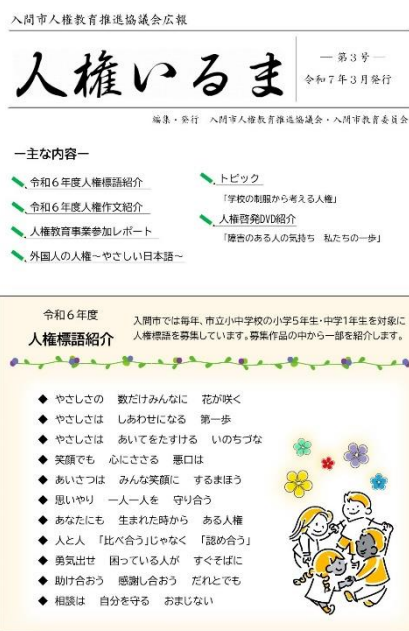 入間市人権教育推進協議会広報
人権いるま
― 第3号 ―
令和7年3月発行
編集・発行 入間市人権教育推進協議会・入間市教育委員会
ー主な内容ー
令和6年度人権標語紹介
令和6年度人権作文紹介
人権教育事業参加レポート
外国人の人権~やさしい日本語~
トピック
「学校の制服から考える人権」
人権啓発DVD紹介
「障害のある人の気持ち 私たちの一歩」
令和6年度
人権標語紹介
入間市では毎年、市立小中学校の小学5年生・中学1年生を対象に
人権標語を募集しています。募集作品の中から一部を紹介します。
◆ やさしさの 数だけみんなに 花が咲く
◆ やさしさは しあわせになる 第一歩
◆ やさしさは あいてをたすける いのちづな
◆ 笑顔でも 心にささる 悪口は
◆ あいさつは みんな笑顔に するまほう
◆ 思いやり 一人一人を 守り合う
◆ あなたにも 生まれた時から ある人権
◆ 人と人 「比べ合う」じゃなく 「認め合う」
◆ 勇気出せ 困っている人が すぐそばに
◆ 助け合おう 感謝し合おう だれとでも
◆ 相談は 自分を守る おまじない